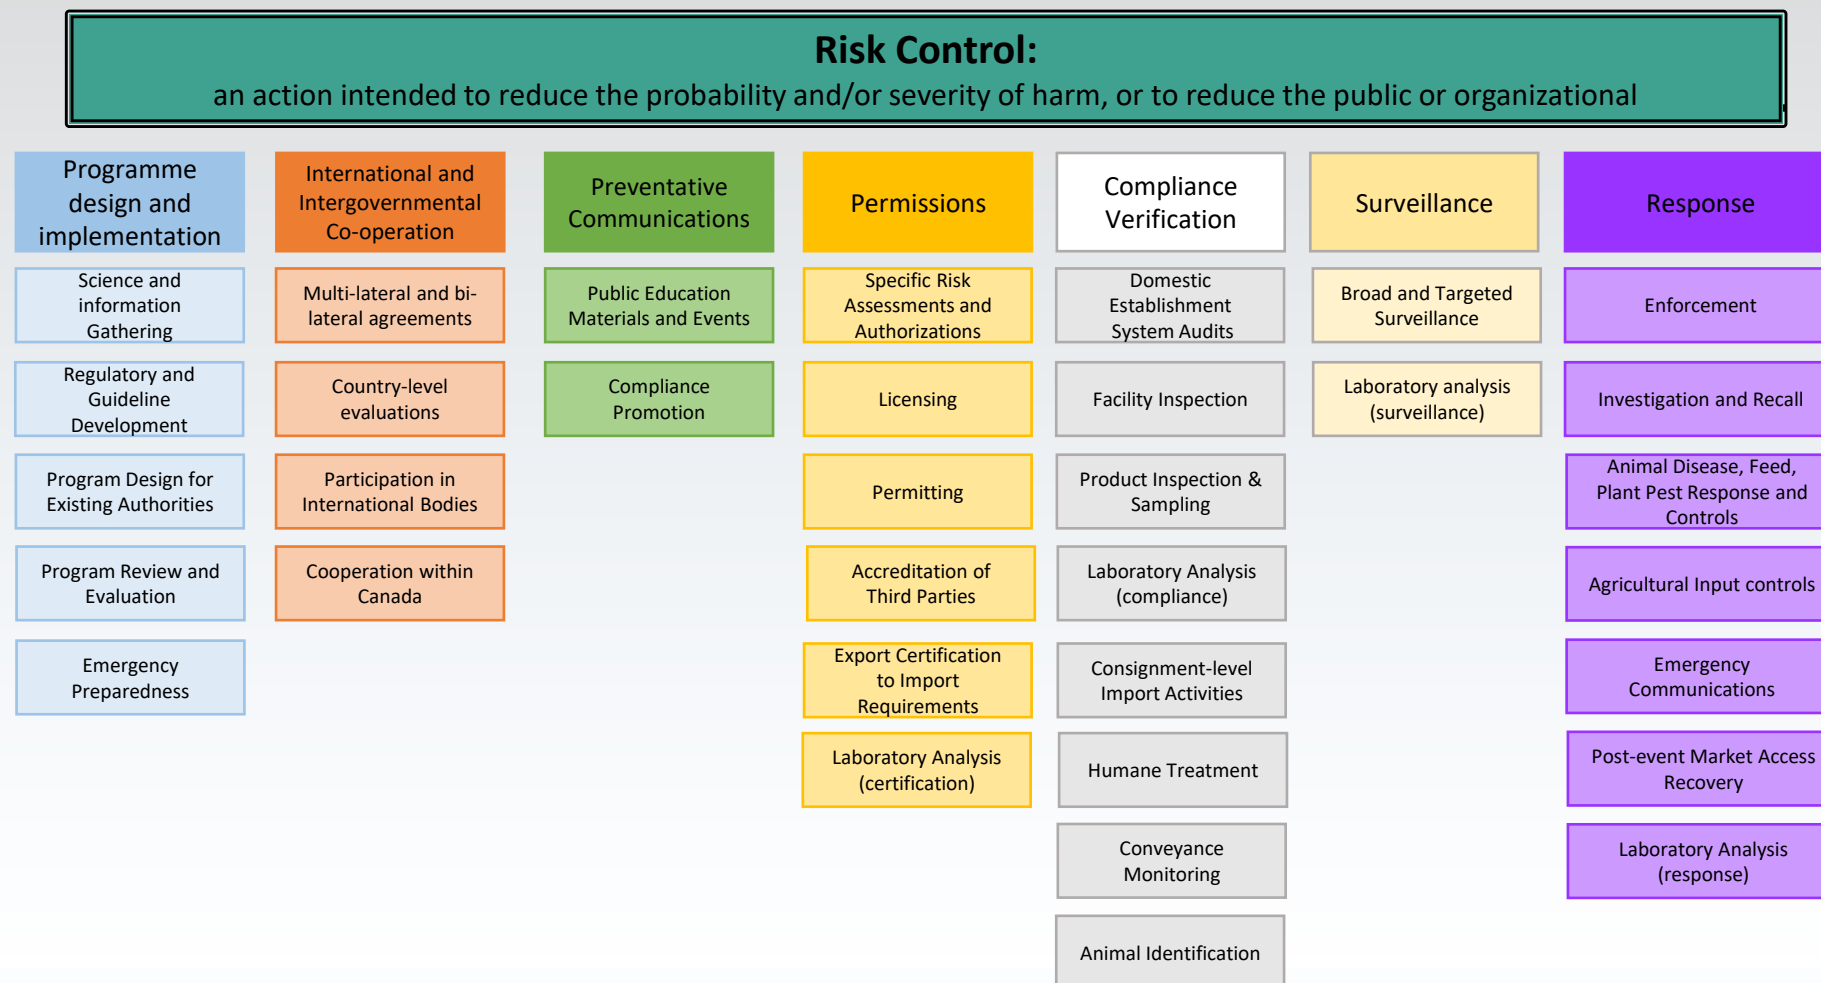 Risk Control:
an action intended to reduce the probability and/or severity of harm, or to reduce the public or organizational
Programme
design and
implementation
Science and
information
Gathering
Regulatory and
Guideline
Development
Program Design for
Existing Authorities
Program Review and
Evaluation
Emergency
Preparedness
International and
Intergovernmental
Co-operation
Multi-lateral and bi-
lateral agreements
Country-level
evaluations
Participation in
International Bodies
Cooperation within
Canada
Preventative
Communications
Public Education
Materials and Events
Compliance
Promotion
Permissions
Specific Risk
Assessments and
Authorizations
Licensing
Permitting
Accreditation of
Third Parties
Export Certification
to Import
Requirements
Laboratory Analysis
(certification)
Compliance
Verification
Domestic
Establishment
System Audits
Facility Inspection
Product Inspection &
Sampling
Laboratory Analysis
(compliance)
Consignment-level
Import Activities
Humane Treatment
Conveyance
Monitoring
Animal Identification
Surveillance
Broad and Targeted
Surveillance
Laboratory analysis
(surveillance)
Response
Enforcement
Investigation and Recall
Animal Disease, Feed,
Plant Pest Response and
Controls
Agricultural Input controls
Emergency
Communications
Post-event Market Access
Recovery
Laboratory Analysis
(response)